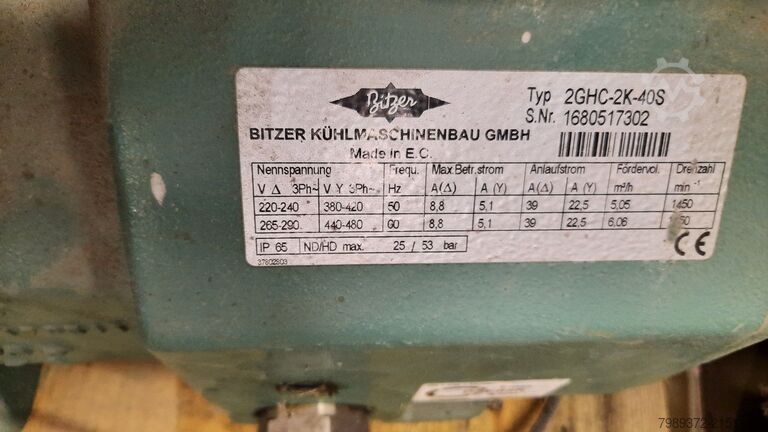 Bitzer
Typ 2GHC-2K-40S
S.Nr. 1680517302
BITZER KÜHLMASCHINENBAU GMBH
Made in E.C.
Nennspannung Frequ. Max.Betr.strom Anlaufstrom Fördervol. Drehzahl
V Δ 3Ph~ V Y 3Ph~ Hz A(Δ) A (Y) A(Δ) A (Y) m³/h min⁻¹
220-240 380-420 50 8,8 5,1 39 22,5 5,05 1450
265-290 440-480 60 8,8 5,1 39 22,5 6,06
IP 65 ND/HD max. 25 / 53 bar
CE
37802803